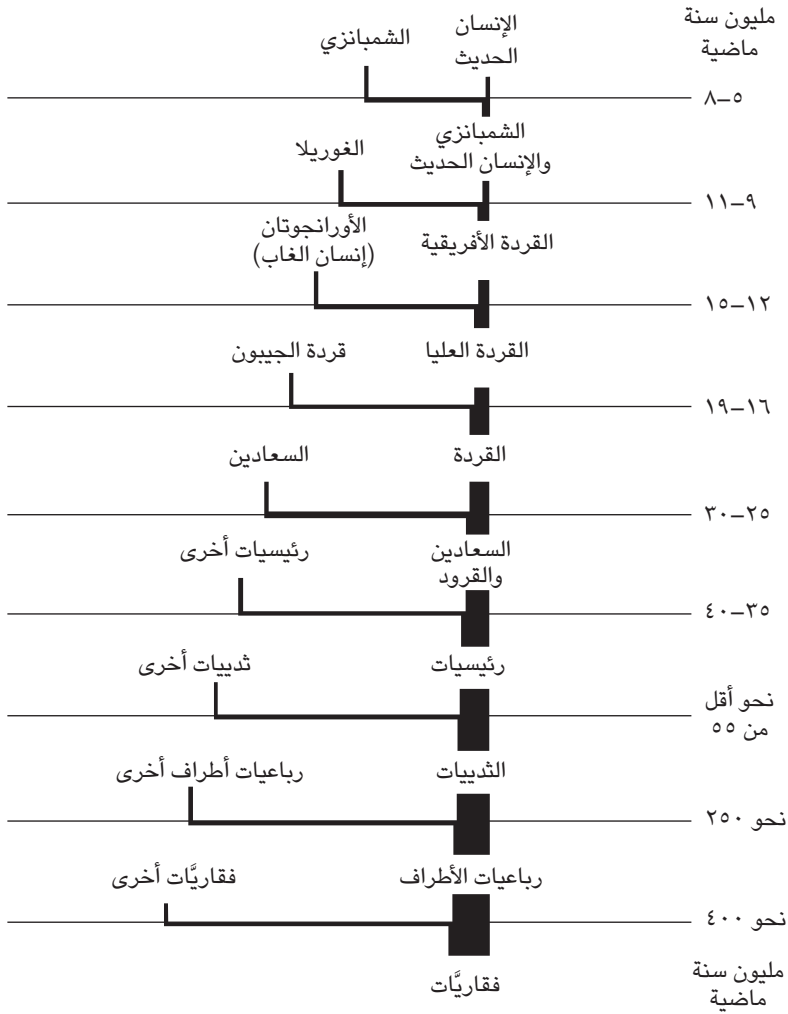 مليون سنة
ماضية
الإنسان
الحديث
الشمبانزي
٥–٨
الشمبانزي
والإنسان الحديث
الغوريلا
٩–١١
القردة الأفريقية
الأورانجوتان
(إنسان الغاب)
١٢–١٥
القردة العليا
قردة الجيبون
١٦–١٩
القردة
السعادين
٢٥–٣٠
السعادين
والقرود
رئيسيات أخرى
٣٥–٤٠
رئيسيات
ثدييات أخرى
نحو أقل
من ٥٥
الثدييات
رباعيات أطراف أخرى
نحو ٢٥٠
رباعيات الأطراف
فقاريَّات أخرى
نحو ٤٠٠
فقاريَّات
مليون سنة
ماضية